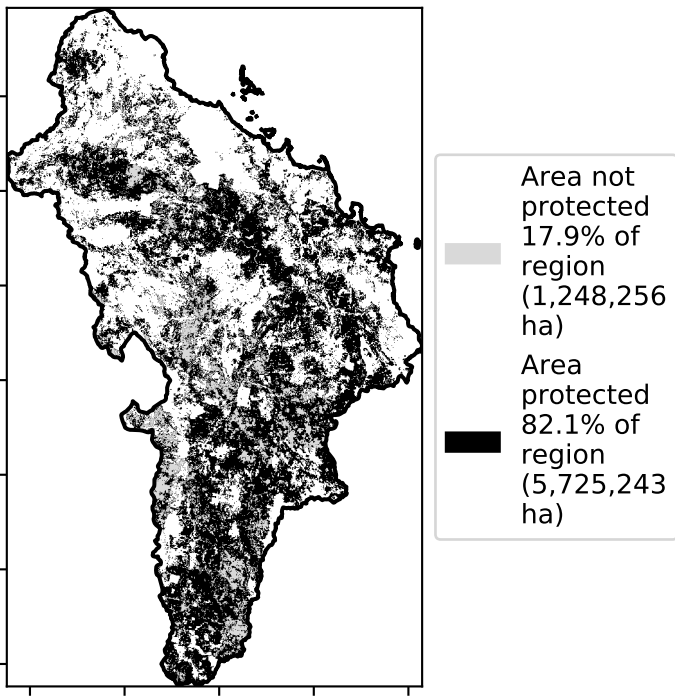 Area not
protected
17.9% of
region
(1,248,256
ha)
Area
protected
82.1% of
region
(5,725,243
ha)